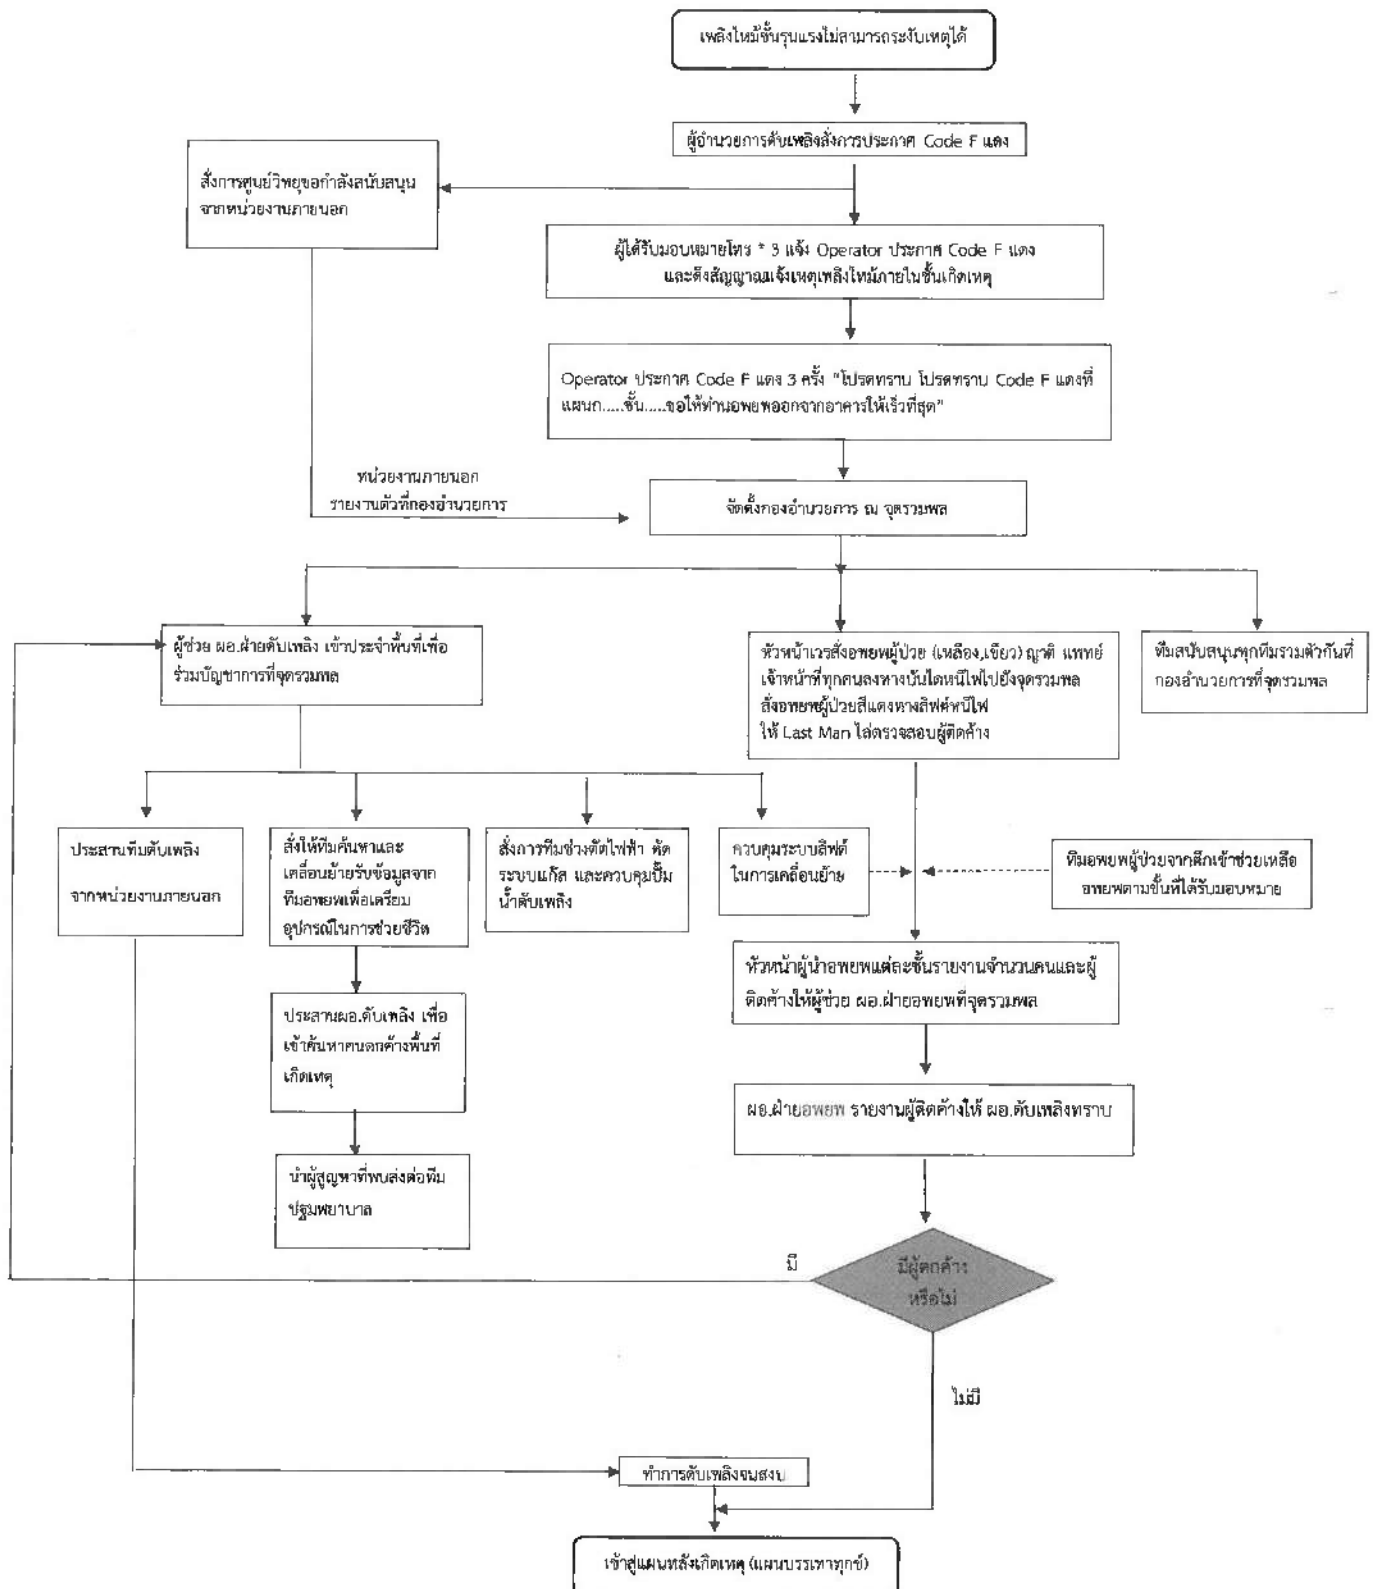 เพลิงไหม้ขั้นรุนแรงไม่สามารถระงับเหตุได้
ผู้อำนวยการดับเพลิงสั่งการประกาศ Code F แดง
สั่งการศูนย์วิทยุขอกำลังสนับสนุน
จากหน่วยงานภายนอก
ผู้ได้รับมอบหมายโทร * 3 แจ้ง Operator ประกาศ Code F แดง
และดึงสัญญาณแจ้งเหตุเพลิงไหม้ภายในชั้นเกิดเหตุ
Operator ประกาศ Code F แดง 3 ครั้ง "โปรดทราบ โปรดทราบ Code F แดงที่
แผนก.....ชั้น.....ขอให้ท่านอพยพออกจากอาคารให้เร็วที่สุด"
หน่วยงานภายนอก
รายงานตัวที่กองอำนวยการ
จัดตั้งกองอำนวยการ ณ จุดรวมพล
ผู้ช่วย ผอ.ฝ่ายดับเพลิง เข้าประจำพื้นที่เพื่อ
ร่วมบัญชาการที่จุดรวมพล
หัวหน้าเวรสั่งอพยพผู้ป่วย (เหลือง,เขียว) ญาติ แพทย์
เจ้าหน้าที่ทุกคนลงทางบันไดหนีไฟไปยังจุดรวมพล
สั่งอพยพผู้ป่วยสีแดงทางลิฟต์หนีไฟ
ให้ Last Man ไล่ตรวจสอบผู้ติดค้าง
ทีมสนับสนุนทุกทีมรวมตัวกันที่
กองอำนวยการที่จุดรวมพล
ประสานทีมดับเพลิง
จากหน่วยงานภายนอก
สั่งให้ทีมค้นหาและ
เคลื่อนย้ายรับข้อมูลจาก
ทีมอพยพเพื่อเตรียม
อุปกรณ์ในการช่วยชีวิต
สั่งการทีมช่างตัดไฟฟ้า ตัด
ระบบแก๊ส และควบคุมปั๊ม
น้ำดับเพลิง
ควบคุมระบบลิฟต์
ในการเคลื่อนย้าย
ทีมอพยพผู้ป่วยจากตึกเข้าช่วยเหลือ
อพยพตามชั้นที่ได้รับมอบหมาย
หัวหน้าผู้นำอพยพแต่ละชั้นรายงานจำนวนคนและผู้
ติดค้างให้ผู้ช่วย ผอ.ฝ่ายอพยพที่จุดรวมพล
ประสานผอ.ดับเพลิง เพื่อ
เข้าค้นหาคนตกค้างพื้นที่
เกิดเหตุ
ผอ.ฝ่ายอพยพ รายงานผู้ติดค้างให้ ผอ.ดับเพลิงทราบ
นำผู้สูญหาที่พบส่งต่อทีม
ปฐมพยาบาล
มี
มีผู้ตกค้าง
หรือไม่
ไม่มี
ทำการดับเพลิงจนสงบ
เข้าสู่แผนหลังเกิดเหตุ (แผนบรรเทาทุกข์)